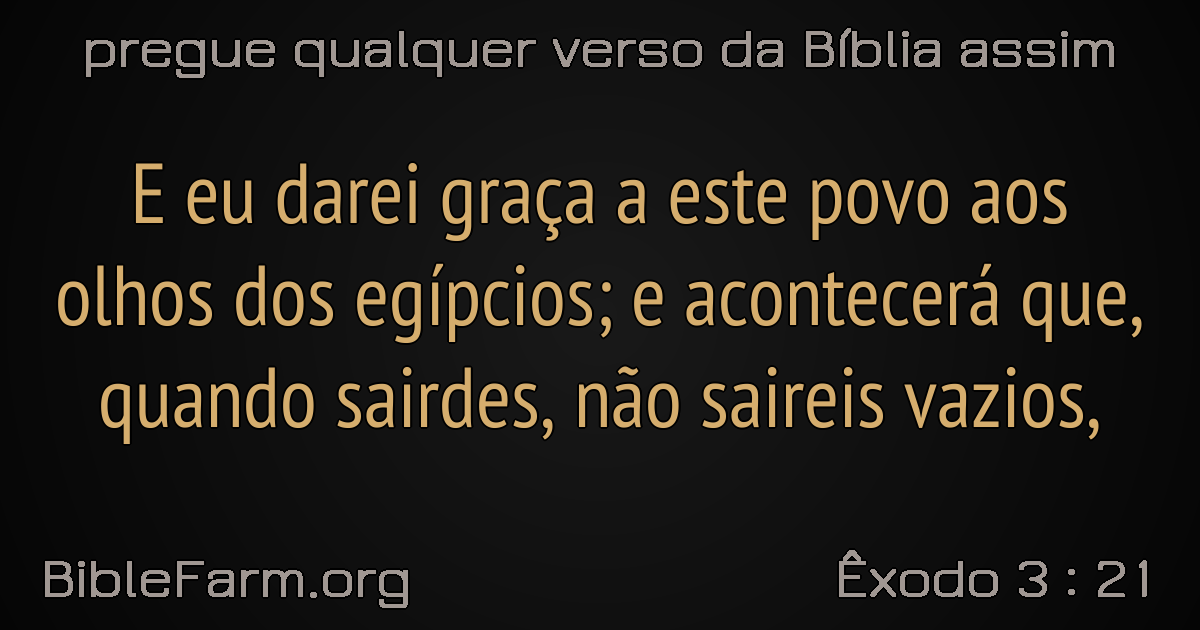 pregue qualquer verso da Bíblia assim
E eu darei graça a este povo aos
olhos dos egípcios; e acontecerá que,
quando sairdes, não saireis vazios,
BibleFarm.org
Êxodo 3 : 21